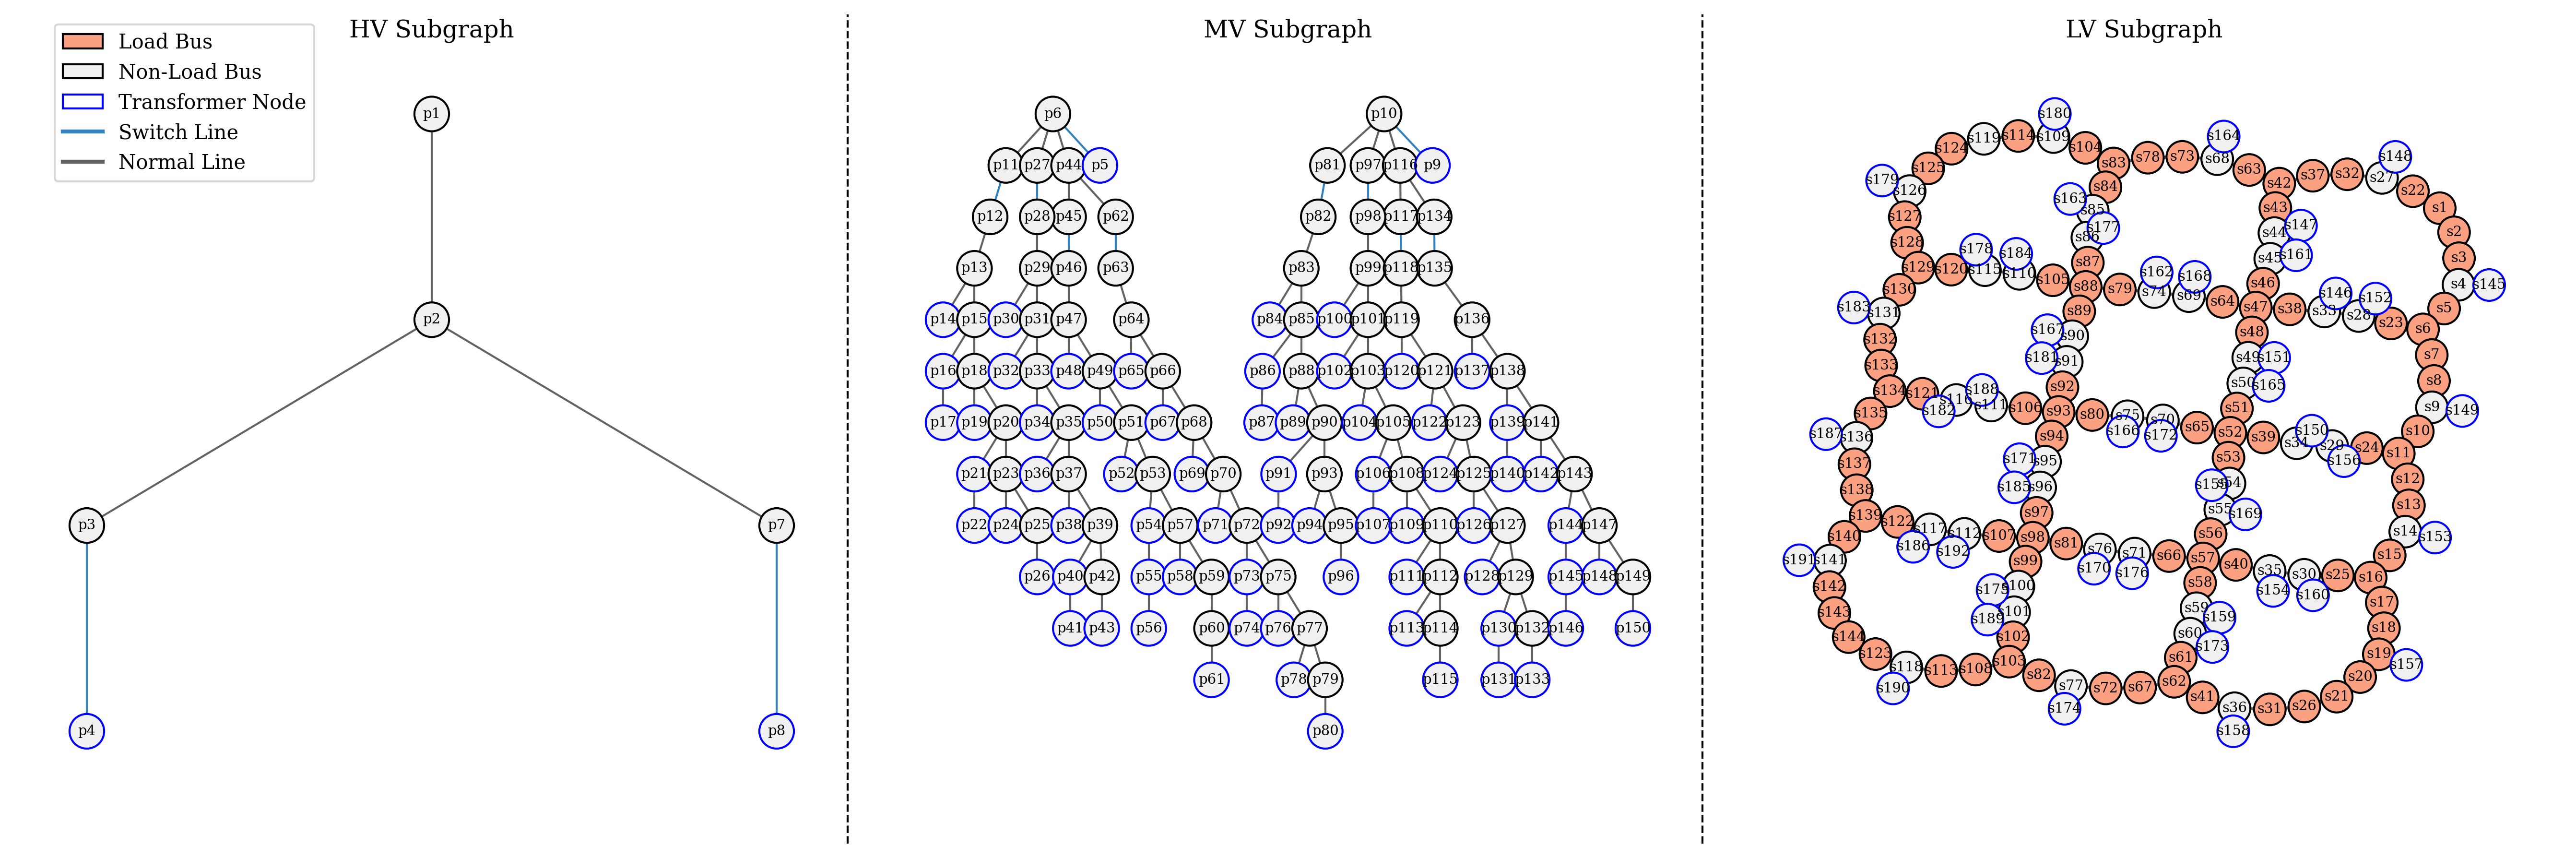 HV Subgraph
Load Bus
Non-Load Bus
Transformer Node
Switch Line
Normal Line
p1
p2
p3 p7
p4 p8
MV Subgraph
p6 p10
p11 p27 p44 p5 p81 p97 p116 p9
p12 p28 p45 p62 p82 p98 p117 p134
p13 p29 p46 p63 p83 p99 p118 p135
p14 p15 p30 p31 p47 p64 p84 p85 p100 p101 p119 p136
p16 p18 p32 p33 p48 p49 p65 p66 p86 p88 p102 p103 p120 p121 p137 p138
p17 p19 p20 p34 p35 p50 p51 p67 p68 p87 p89 p90 p104 p105 p122 p123 p139 p141
p21 p23 p36 p37 p52 p53 p69 p70 p91 p93 p106 p108 p124 p125 p140 p142 p143
p22 p24 p25 p38 p39 p54 p57 p71 p72 p92 p94 p95 p107 p109 p110 p126 p127 p144 p147
p26 p40 p42 p55 p58 p59 p73 p75 p96 p111 p112 p128 p129 p145 p148 p149
p41 p43 p56 p60 p74 p76 p77 p113 p114 p130 p132 p146 p150
p61 p78 p79 p115 p131 p133
p80
LV Subgraph
s180
s124 s119 s114 s109 s104 s83 s78 s73 s68 s164 s63 s42 s37 s32 s27 s148 s22 s1
s179 s126 s125 s163 s85 s84 s43 s2
s127 s86 s177 s44 s147 s3
s128 s87 s45 s161 s4 s145
s129 s120 s178 s115 s184 s110 s105 s88 s79 s162 s74 s168 s69 s64 s46 s47 s38 s146 s33 s152 s28 s23 s6 s5
s130 s89 s48 s7
s183 s131 s167 s90 s49 s151 s8
s132 s181 s91 s50 s165 s9 s149
s133 s92 s51 s10
s134 s121 s182 s116 s188 s111 s106 s93 s80 s75 s166 s70 s172 s65 s52 s39 s34 s150 s29 s156 s24 s11
s135 s94 s53 s12
s187 s136 s171 s95 s155 s54 s13
s137 s185 s96 s55 s169 s14 s153
s138 s97 s56 s15
s139 s122 s117 s186 s112 s192 s107 s98 s81 s76 s170 s71 s176 s66 s57 s40 s35 s154 s30 s160 s25 s16
s140 s99 s58 s17
s191 s141 s175 s100 s59 s159 s18
s142 s189 s101 s60 s173 s19 s157
s143 s102 s61 s20
s144 s123 s118 s190 s113 s108 s103 s82 s77 s174 s72 s67 s62 s41 s36 s158 s31 s26 s21